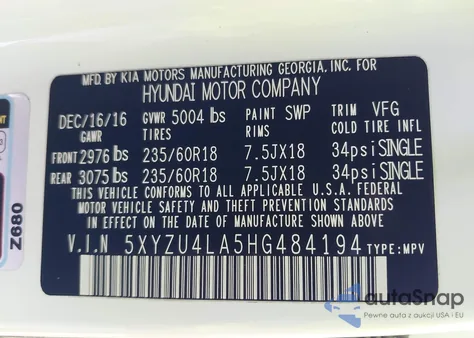 MFD BY KIA MOTORS MANUFACTURING GEORGIA, INC. FOR
HYUNDAI MOTOR COMPANY
DEC/16/16 GVWR 5004 lbs PAINT SWP TRIM VFG
GAWR TIRES RIMS COLD TIRE INFL
FRONT 2976 lbs 235/60R18 7.5JX18 34psi SINGLE
REAR 3075 lbs 235/60R18 7.5JX18 34psi SINGLE
THIS VEHICLE CONFORMS TO ALL APPLICABLE U.S.A. FEDERAL
MOTOR VEHICLE SAFETY AND THEFT PREVENTION STANDARDS
IN EFFECT ON THE DATE OF MANUFACTURE SHOWN ABOVE.
V.I.N 5XYZU4LA5HG484194 TYPE: MPV
Z680
autaSnap
Pewne auta z aukcji USA i EU